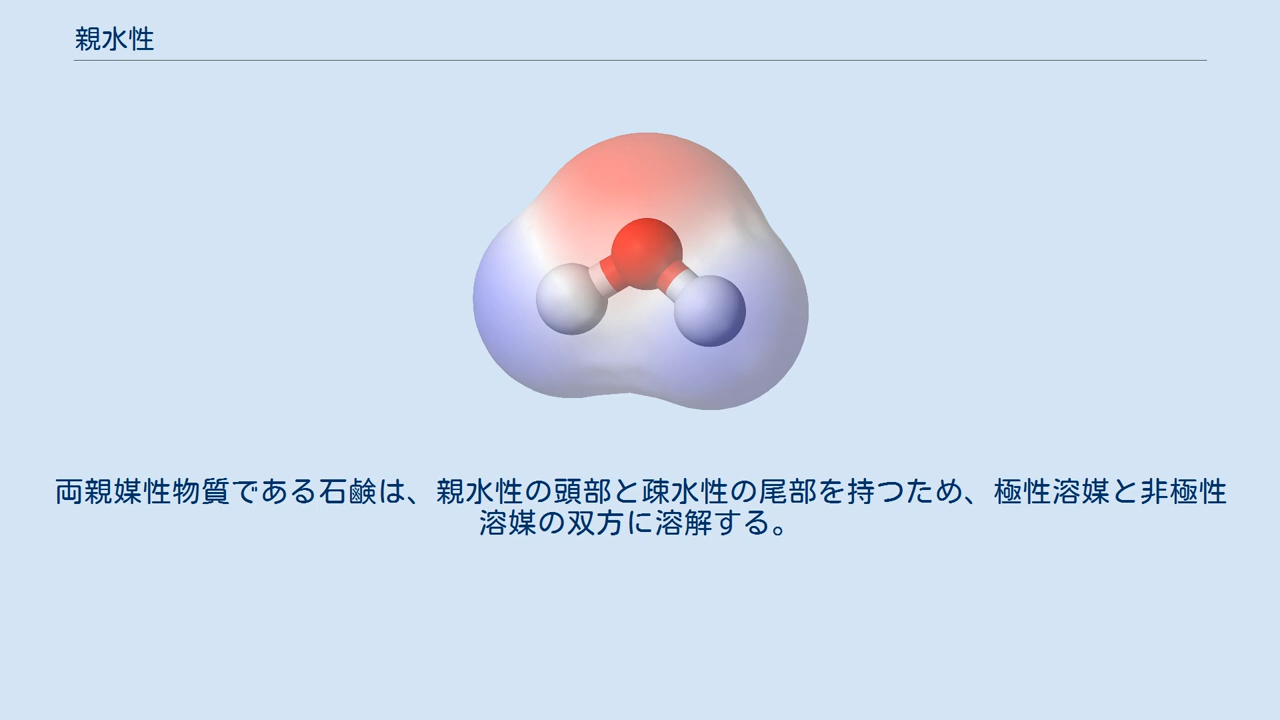 親水性
両親媒性物質である石鹸は、親水性の頭部と疎水性の尾部を持つため、極性溶媒と非極性
溶媒の双方に溶解する。